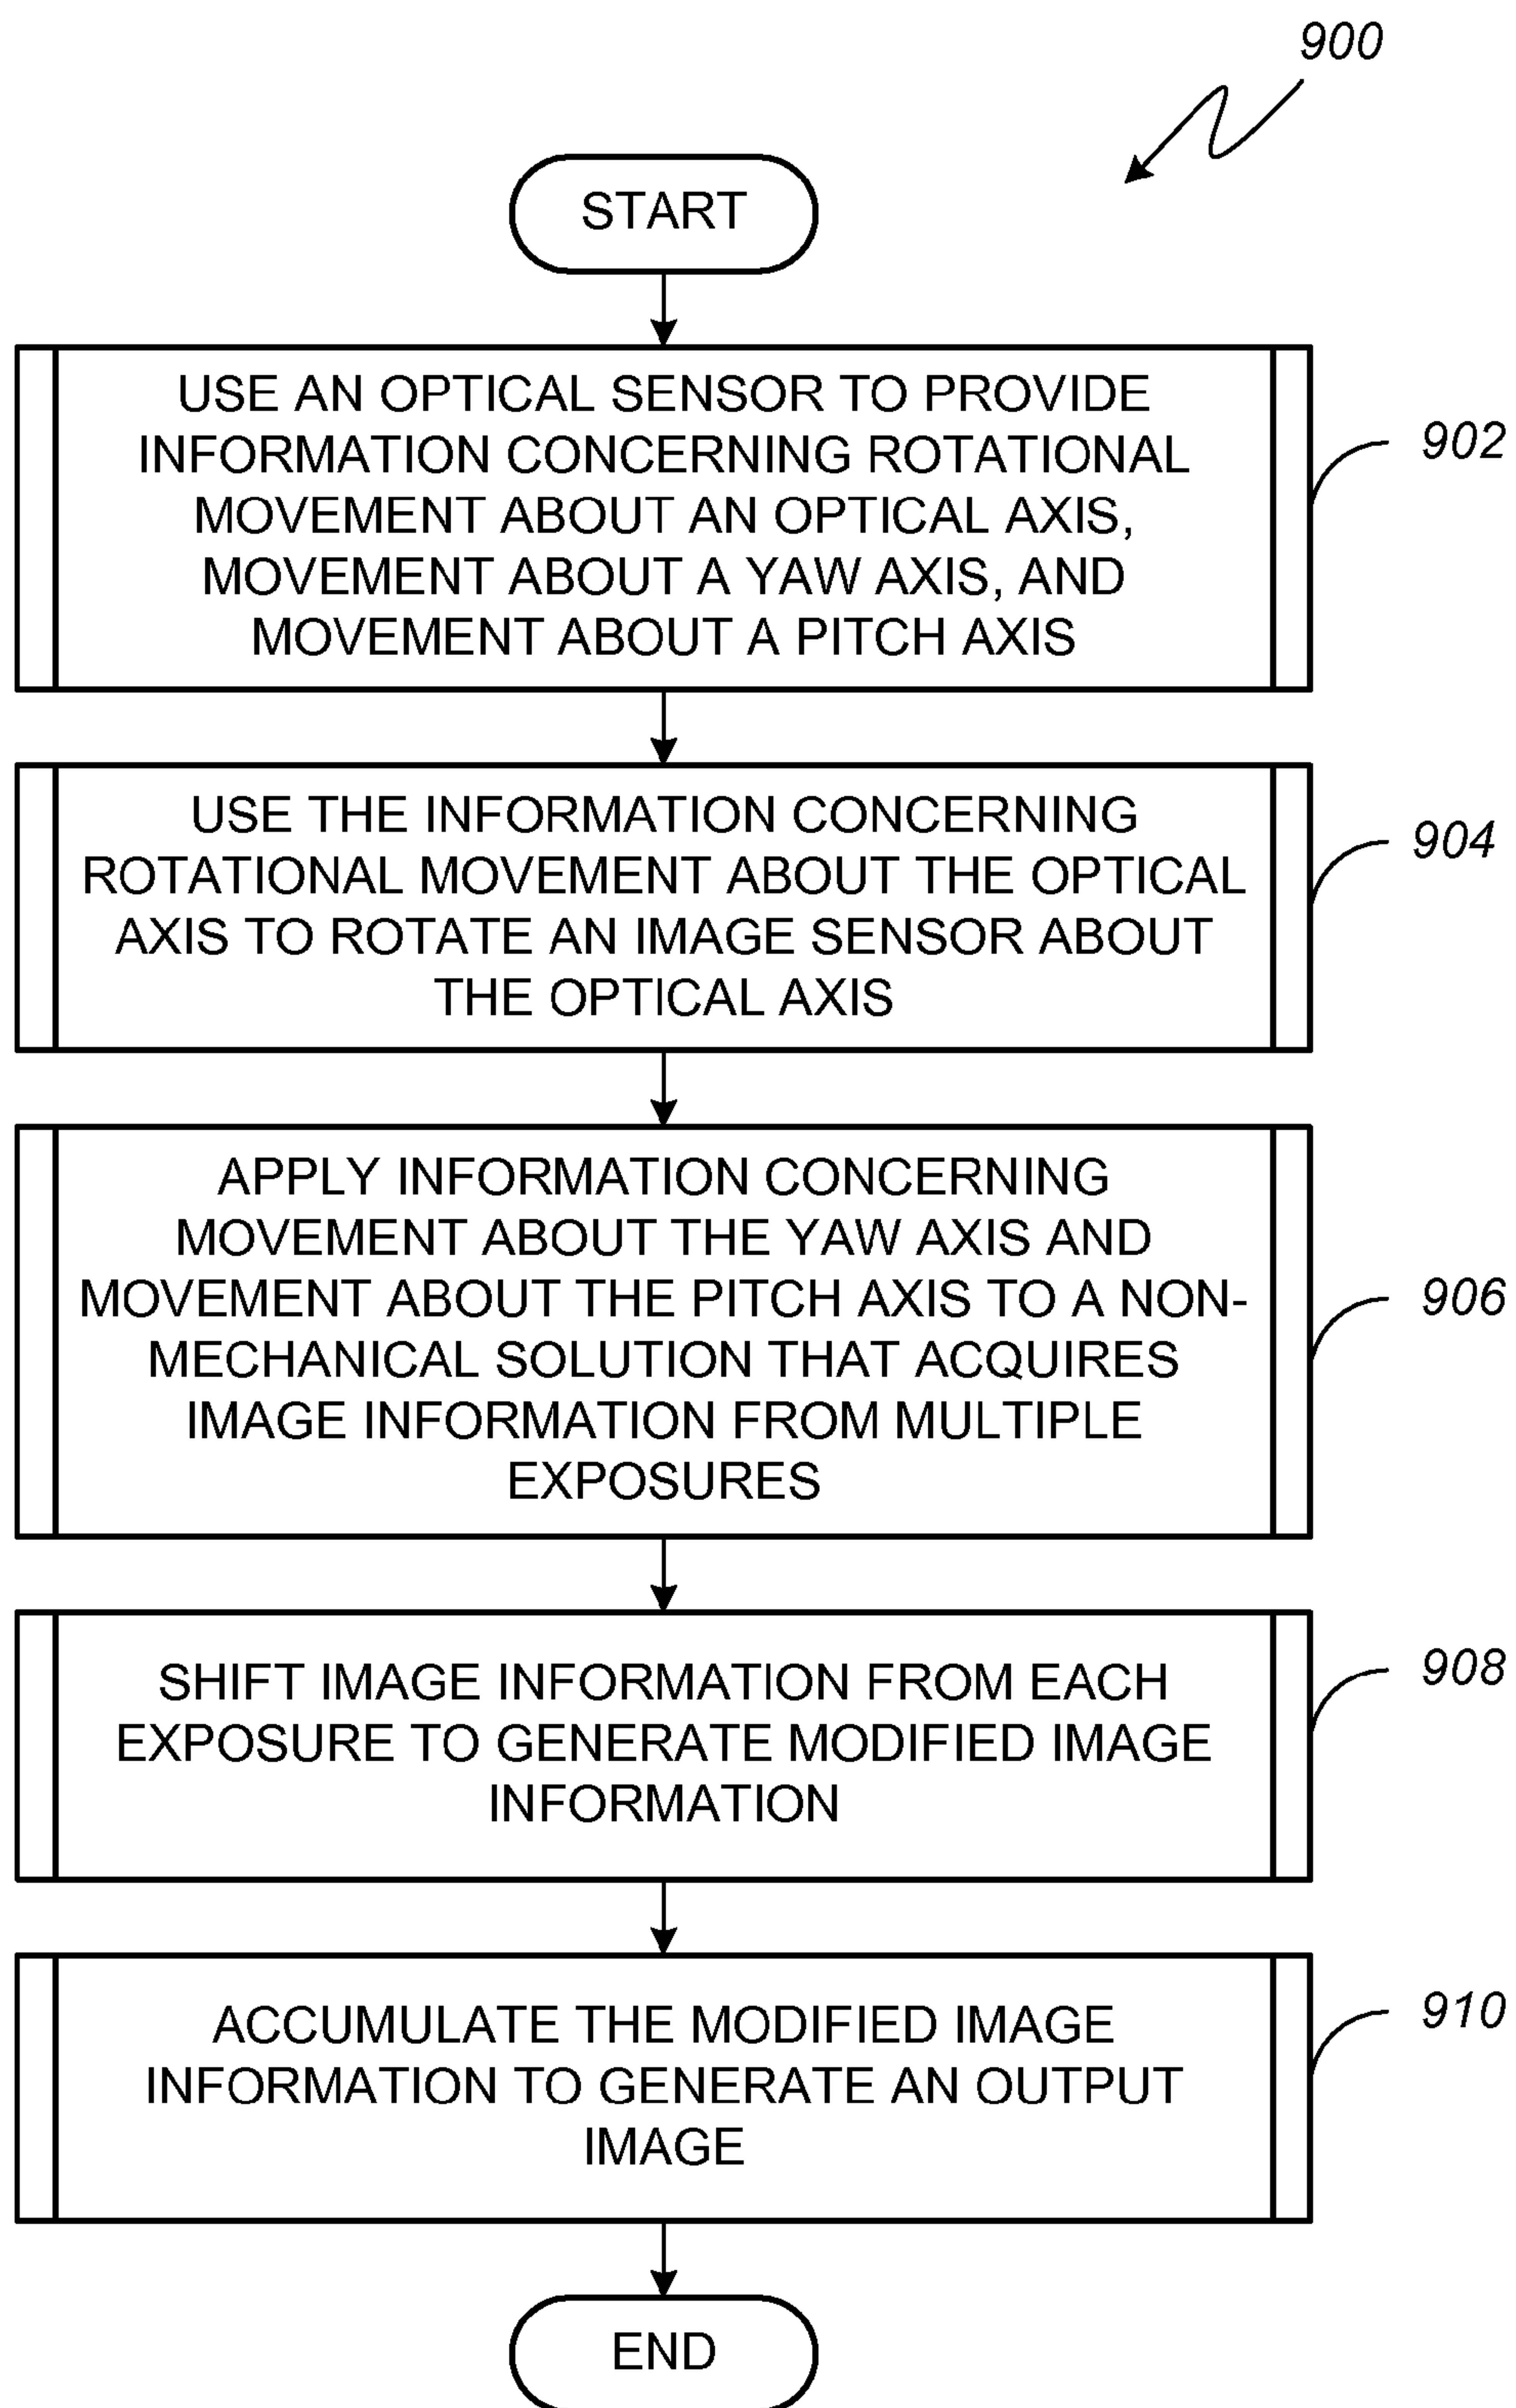 900
START
USE AN OPTICAL SENSOR TO PROVIDE
INFORMATION CONCERNING ROTATIONAL
MOVEMENT ABOUT AN OPTICAL AXIS,
MOVEMENT ABOUT A YAW AXIS, AND
MOVEMENT ABOUT A PITCH AXIS
902
USE THE INFORMATION CONCERNING
ROTATIONAL MOVEMENT ABOUT THE OPTICAL
AXIS TO ROTATE AN IMAGE SENSOR ABOUT
THE OPTICAL AXIS
904
APPLY INFORMATION CONCERNING
MOVEMENT ABOUT THE YAW AXIS AND
MOVEMENT ABOUT THE PITCH AXIS TO A NON-
MECHANICAL SOLUTION THAT ACQUIRES
IMAGE INFORMATION FROM MULTIPLE
EXPOSURES
906
SHIFT IMAGE INFORMATION FROM EACH
EXPOSURE TO GENERATE MODIFIED IMAGE
INFORMATION
908
ACCUMULATE THE MODIFIED IMAGE
INFORMATION TO GENERATE AN OUTPUT
IMAGE
910
END